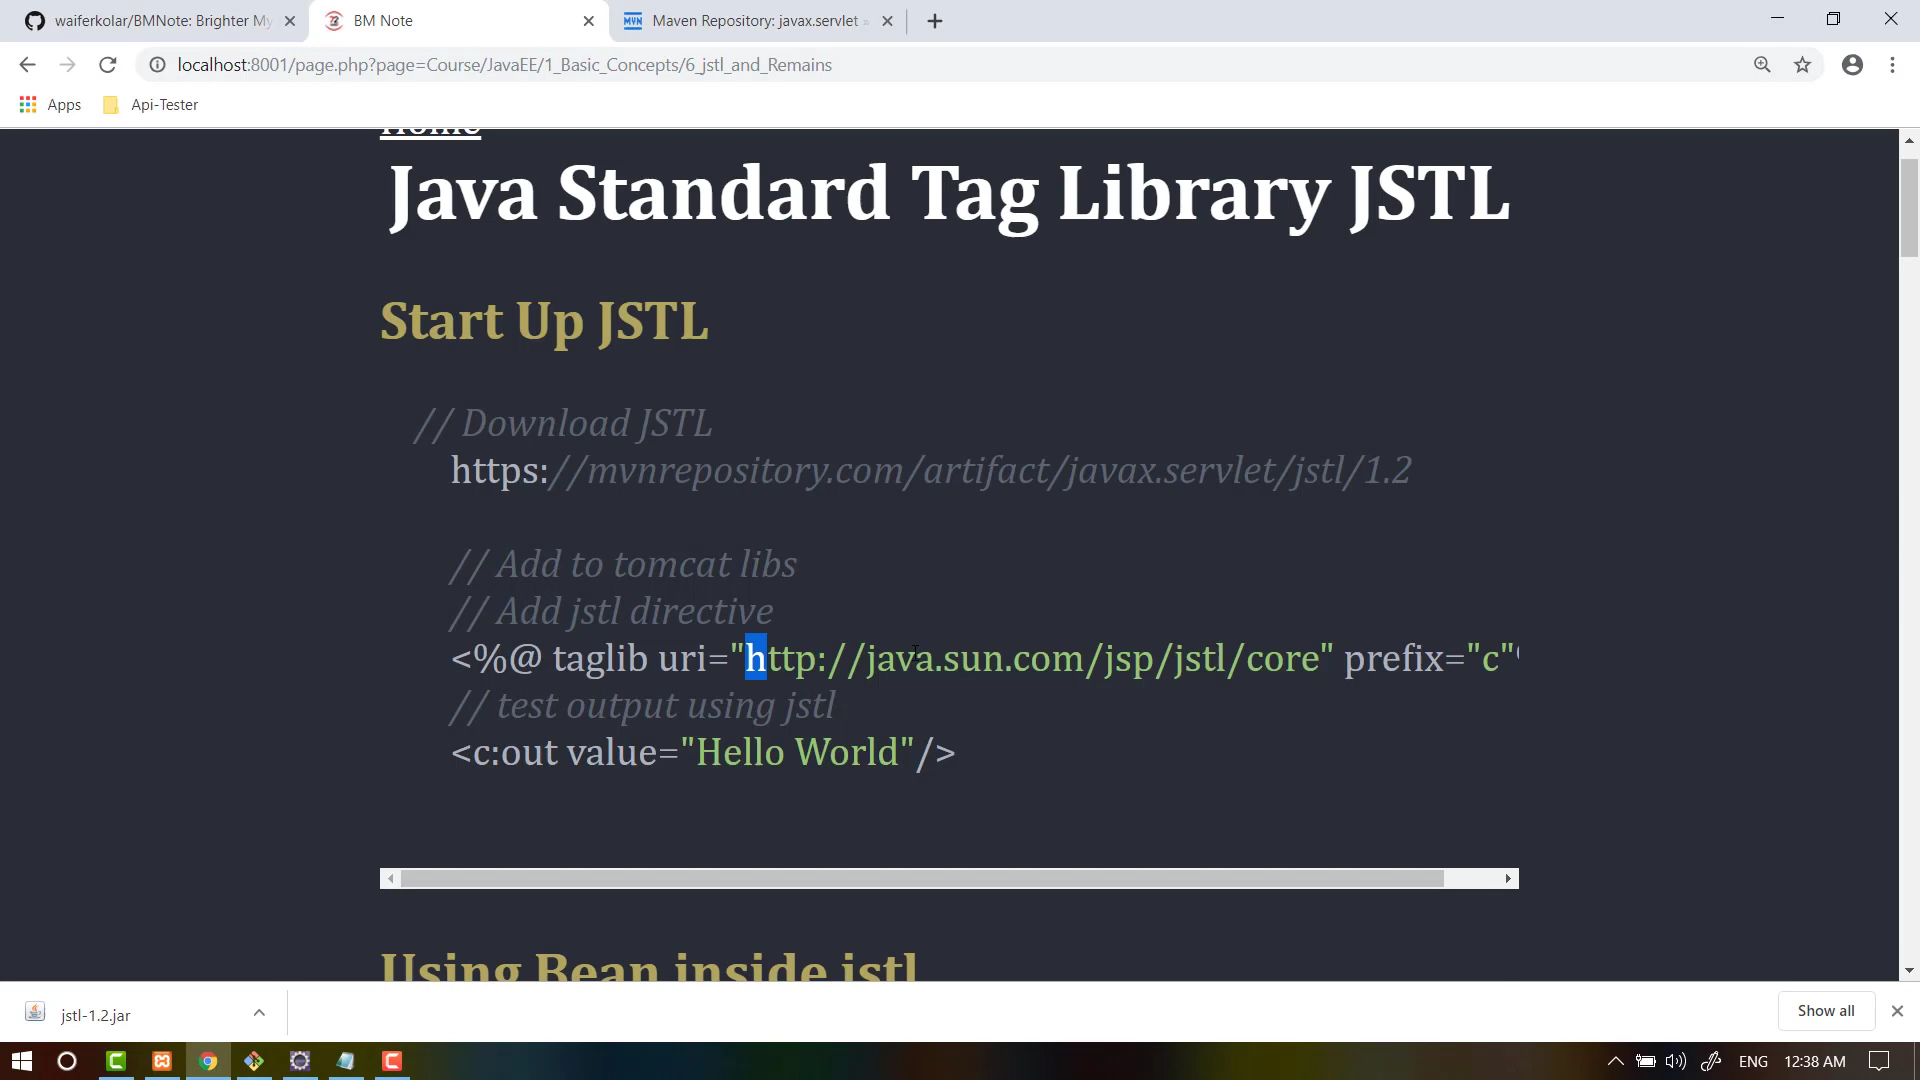 waiferkolar/BMNote: Brighter My
BM Note
MVN Maven Repository: javax.servlet »
localhost:8001/page.php?page=Course/JavaEE/1_Basic_Concepts/6_jstl_and_Remains
Apps Api-Tester
Home
Java Standard Tag Library JSTL
Start Up JSTL
// Download JSTL
https://mvnrepository.com/artifact/javax.servlet/jstl/1.2
// Add to tomcat libs
// Add jstl directive
<%@ taglib uri="http://java.sun.com/jsp/jstl/core" prefix="c"
// test output using jstl
<c:out value="Hello World"/>
Using Bean inside jstl
jstl-1.2.jar
Show all
ENG 12:38 AM